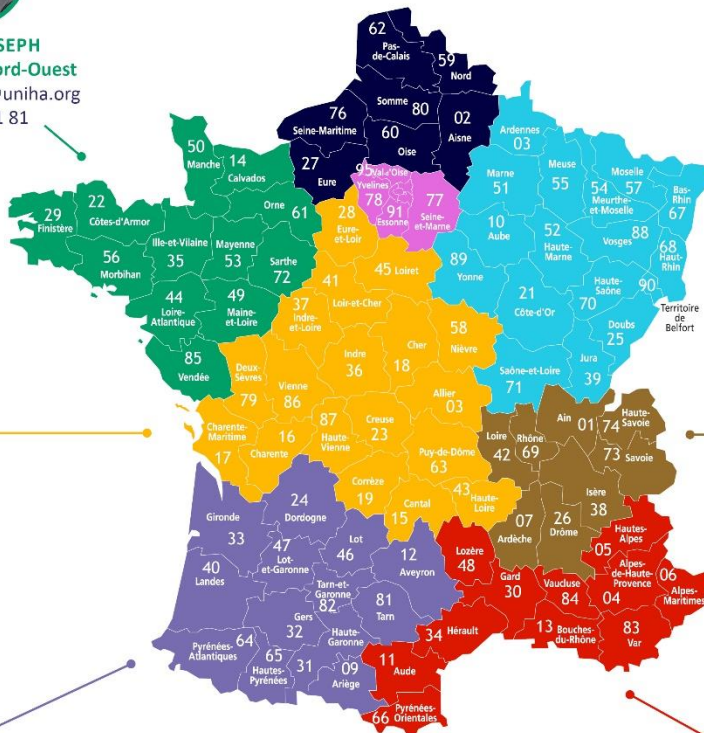 SEPH
ord-Ouest
uniha.org
81
62
Pas-
de-Calais
59
Nord
Somme 80
02
Aisne
76
Seine-Maritime
60
Oise
27
Eure
Ardennes
03
50
Manche
14
Calvados
95
Val-d'Oise
Yvelines
78
91
Essonne
77
Seine-
et-Marne
Marne
51
Meuse
55
Moselle
57
54
Meurthe-
et-Moselle
Bas-
Rhin
67
22
Côtes-d'Armor
29
Finistère
Orne
61
28
Eure-
et-Loir
10
Aube
52
Haute-
Marne
88
Vosges
68
Haut-
Rhin
56
Morbihan
Ille-et-Vilaine
35
Mayenne
53
Sarthe
72
45 Loiret
89
Yonne
Haute-
Saône
70
90
Territoire
de
Belfort
41
Loir-et-Cher
44
Loire-
Atlantique
49
Maine-
et-Loire
37
Indre-
et-Loire
21
Côte-d'Or
Doubs
25
58
Nièvre
Cher
18
Indre
36
85
Vendée
Deux-
Sèvres
79
Vienne
86
Saône-et-Loire
71
Jura
39
Allier
03
Charente-
Maritime
17
16
Charente
87
Haute-
Vienne
Creuse
23
Puy-de-Dôme
63
Loire
42
Rhône
69
Ain
01
Haute-
Savoie
74
73
Savoie
Corrèze
19
Cantal
15
43
Haute-
Loire
Isère
38
24
Dordogne
Gironde
33
07
Ardèche
26
Drôme
Hautes-
Alpes
05
Lot
46
47
Lot-
et-Garonne
12
Aveyron
Lozère
48
40
Landes
Gard
30
Vaucluse
84
Alpes-
de-Haute-
Provence
04
06
Alpes-
Maritimes
Tarn-et-
Garonne
82
81
Tarn
Gers
32
Haute-
Garonne
31
34 Hérault
13 Bouches-
du-Rhône
83
Var
Pyrénées-
Atlantiques
64
65
Hautes-
Pyrénées
09
Ariège
11
Aude
66
Pyrénées-
Orientales